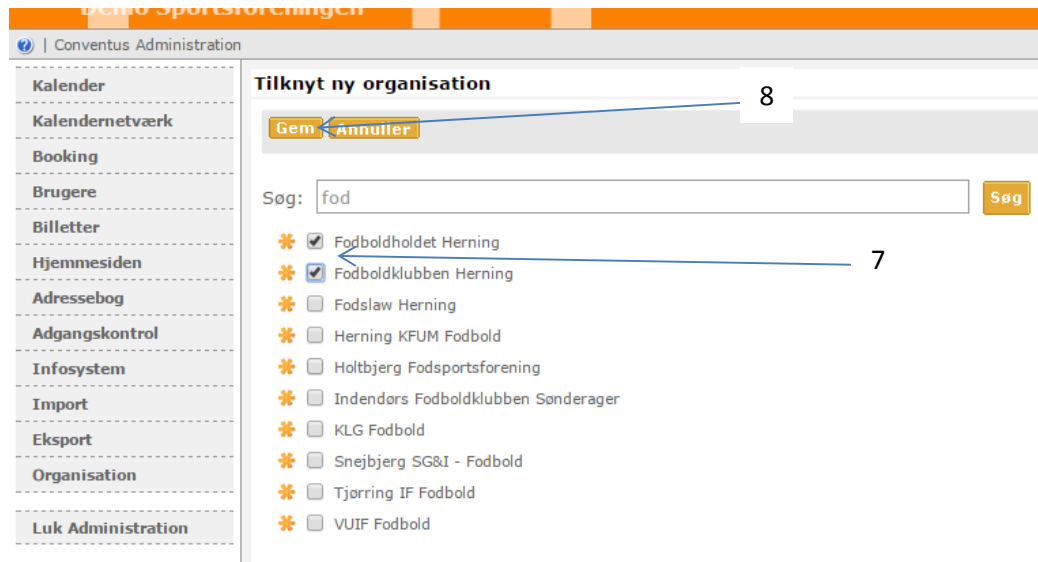 Demo Sportsforeningen
| Conventus Administration
Kalender
Kalendernetværk
Booking
Brugere
Billetter
Hjemmesiden
Adressebog
Adgangskontrol
Infosystem
Import
Eksport
Organisation
Luk Administration
Tilknyt ny organisation
8
Gem Annuller
Søg: fod Søg
Fodboldholdet Herning
7
Fodboldklubben Herning
Fodslaw Herning
Herning KFUM Fodbold
Holtbjerg Fodsportsforening
Indendørs Fodboldklubben Sønderager
KLG Fodbold
Snejbjerg SG&I - Fodbold
Tjørring IF Fodbold
VUIF Fodbold